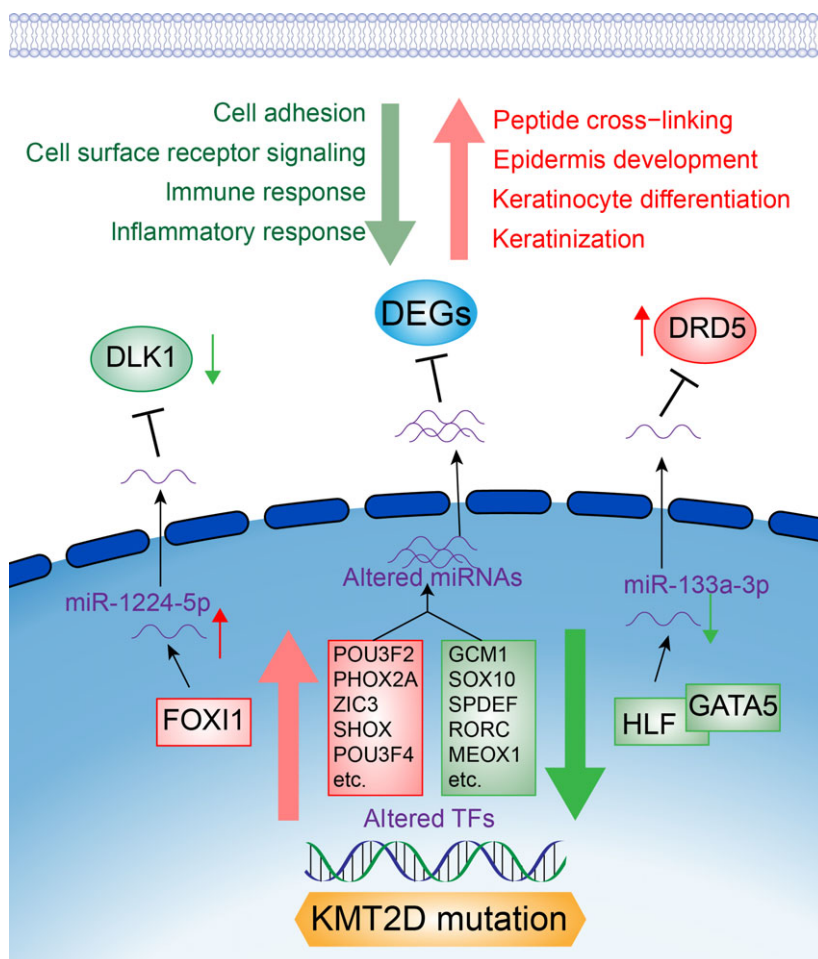 Cell adhesion
Cell surface receptor signaling
Immune response
Inflammatory response
Peptide cross-linking
Epidermis development
Keratinocyte differentiation
Keratinization
DEGs
DLK1
DRD5
Altered miRNAs
miR-1224-5p
miR-133a-3p
FOXI1
POU3F2
PHOX2A
ZIC3
SHOX
POU3F4
etc.
GCM1
SOX10
SPDEF
RORC
MEOX1
etc.
HLF
GATA5
Altered TFs
KMT2D mutation